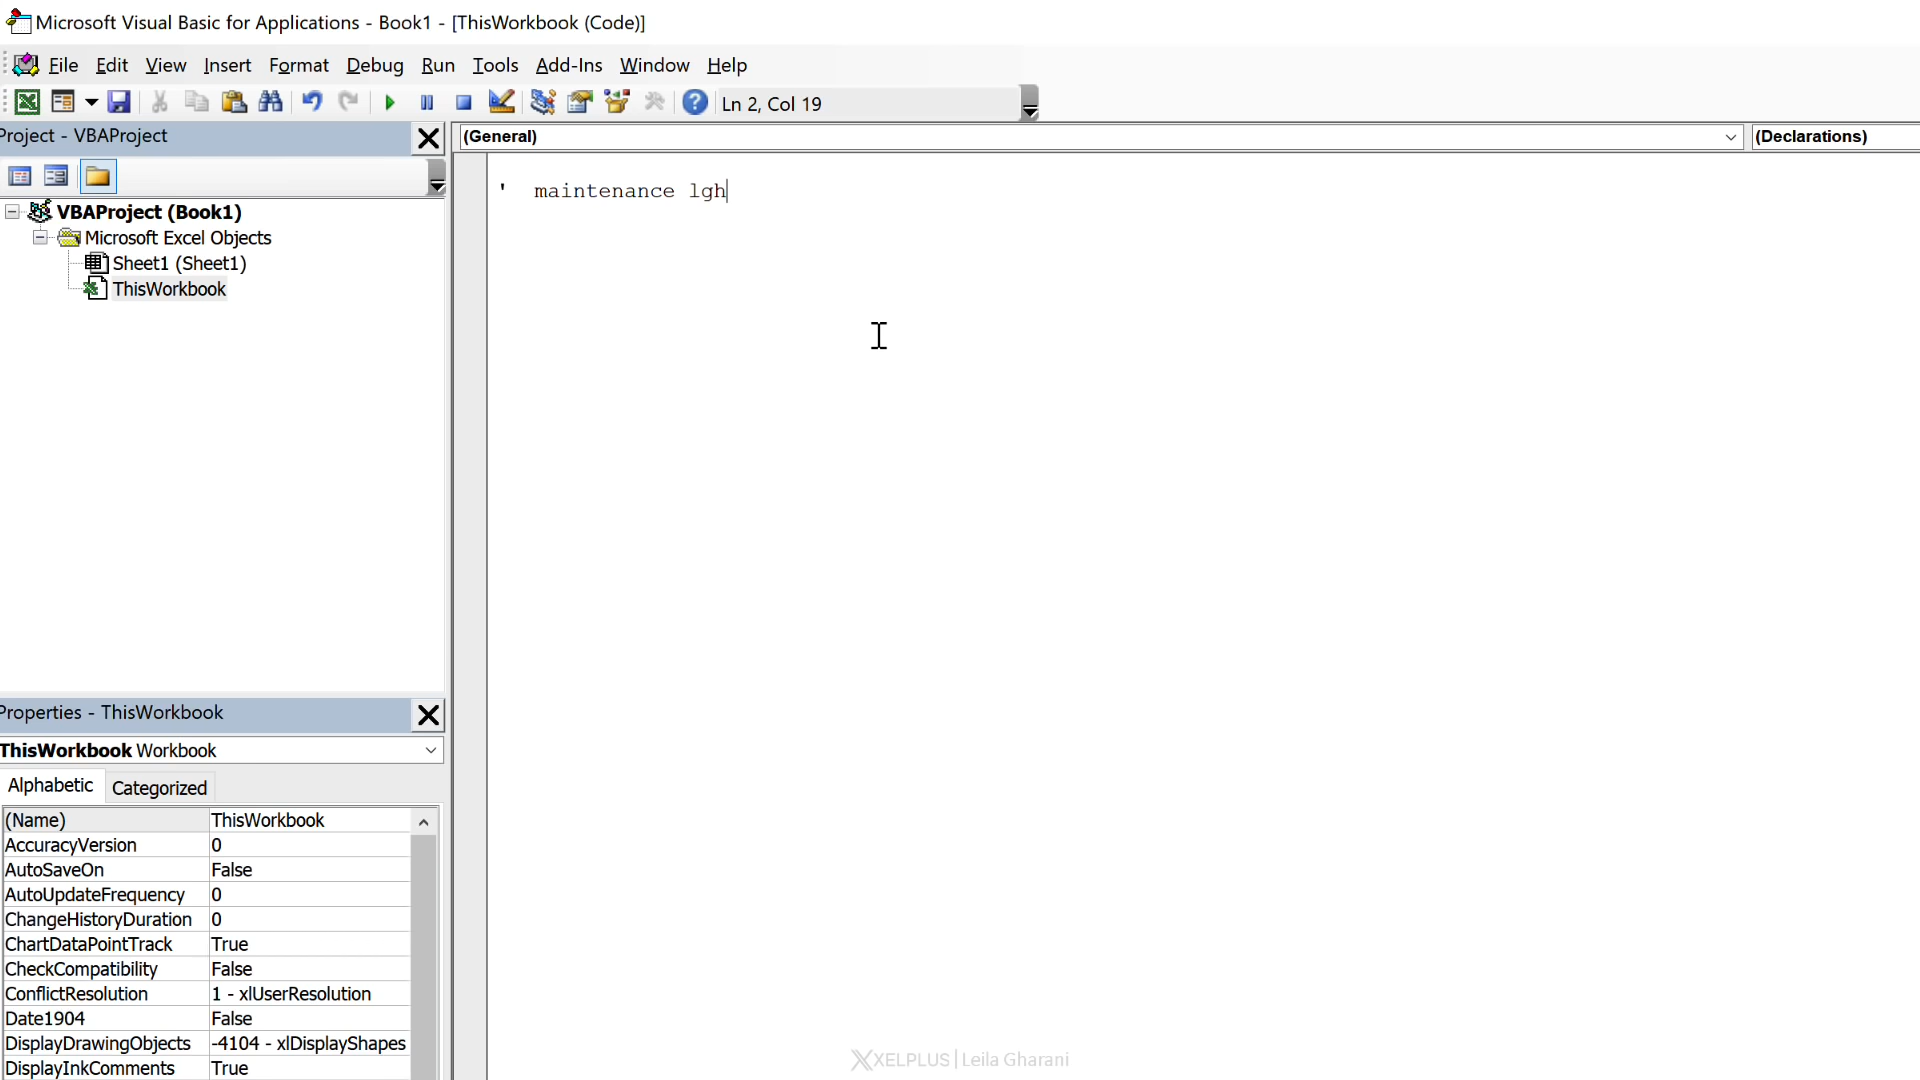 Microsoft Visual Basic for Applications - Book1 - [ThisWorkbook (Code)]
File Edit View Insert Format Debug Run Tools Add-Ins Window Help
Ln 2, Col 19
Project - VBAProject
(General)
(Declarations)
' maintenance lgh
VBAProject (Book1)
Microsoft Excel Objects
Sheet1 (Sheet1)
ThisWorkbook
Properties - ThisWorkbook
ThisWorkbook Workbook
Alphabetic Categorized
(Name) ThisWorkbook
AccuracyVersion 0
AutoSaveOn False
AutoUpdateFrequency 0
ChangeHistoryDuration 0
ChartDataPointTrack True
CheckCompatibility False
ConflictResolution 1 - xlUserResolution
Date1904 False
DisplayDrawingObjects -4104 - xlDisplayShapes
DisplayInkComments True
XELPLUS | Leila Gharani